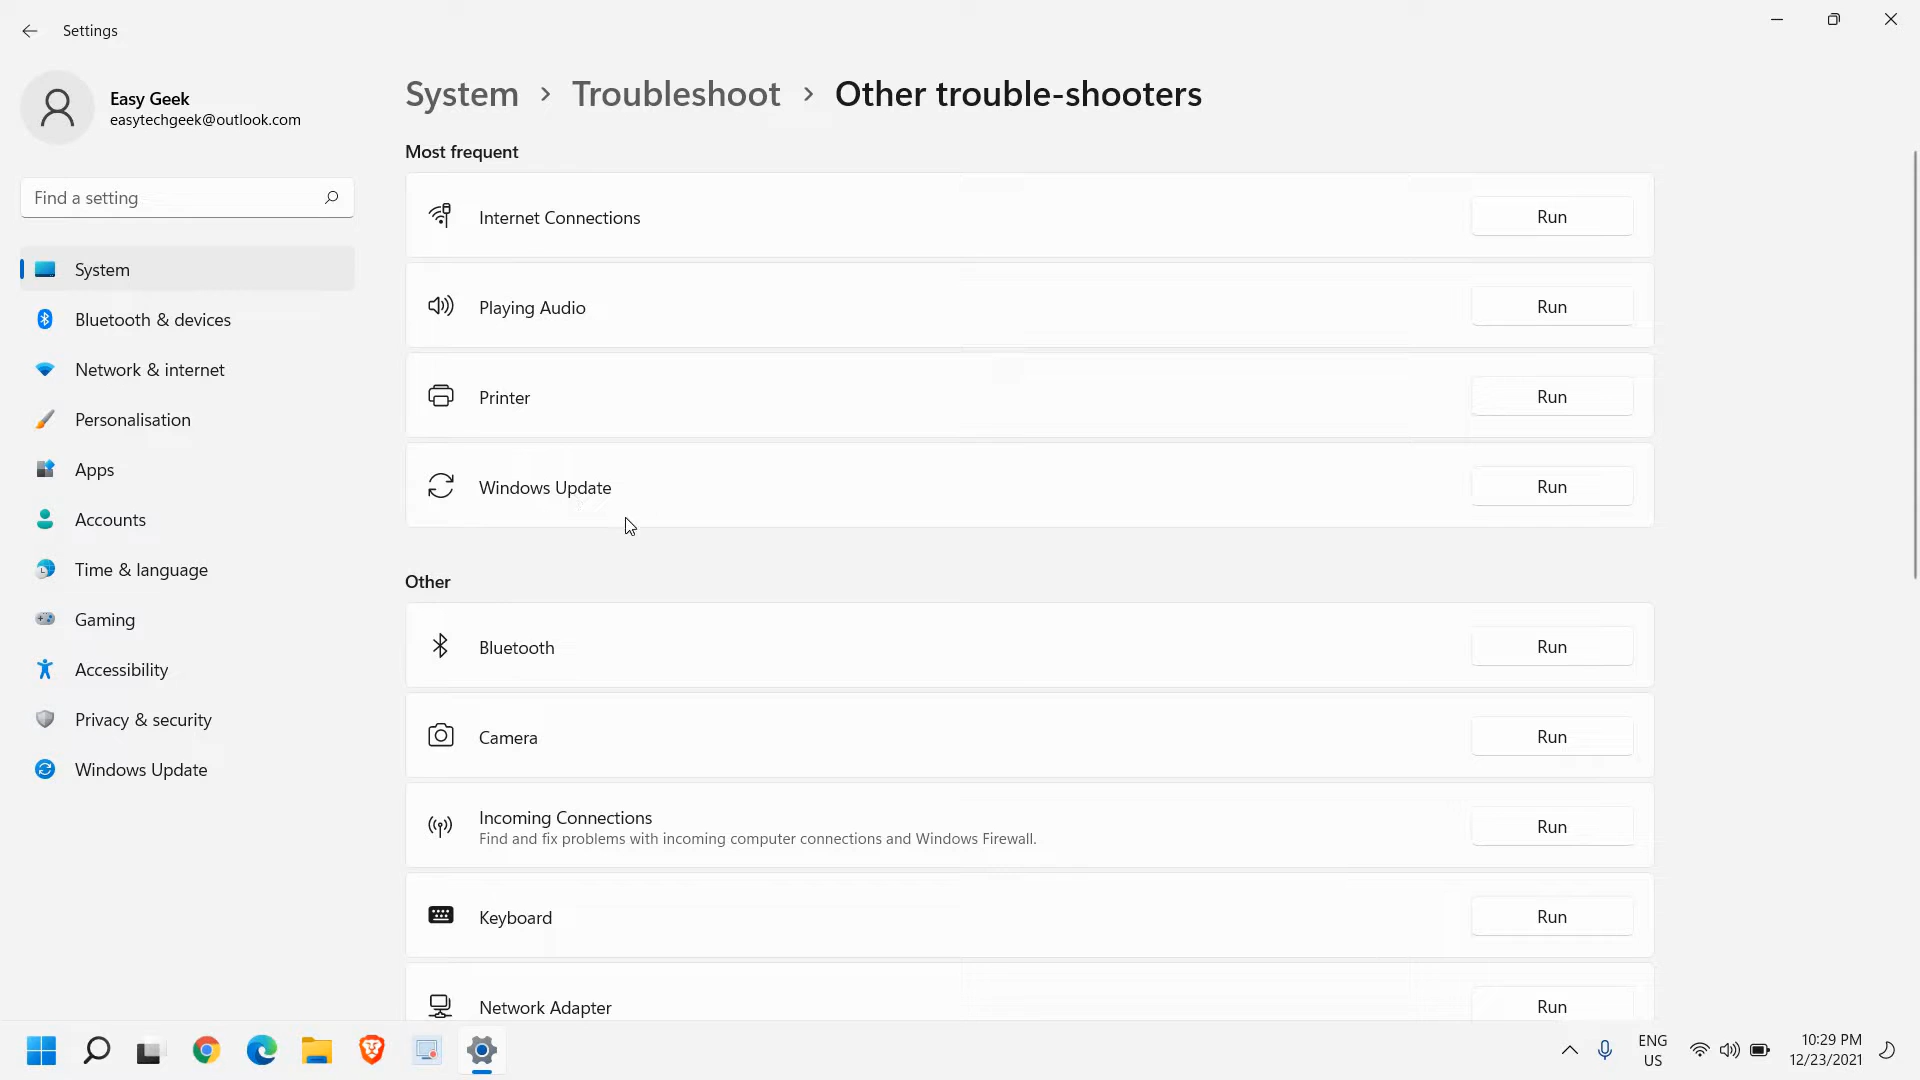 Settings
Easy Geek
easytechgeek@outlook.com
Find a setting
System
Bluetooth & devices
Network & internet
Personalisation
Apps
Accounts
Time & language
Gaming
Accessibility
Privacy & security
Windows Update
System > Troubleshoot > Other trouble-shooters
Most frequent
Internet Connections Run
Playing Audio Run
Printer Run
Windows Update Run
Other
Bluetooth Run
Camera Run
Incoming Connections
Find and fix problems with incoming computer connections and Windows Firewall.
Run
Keyboard Run
Network Adapter Run
ENG
US
10:29 PM
12/23/2021